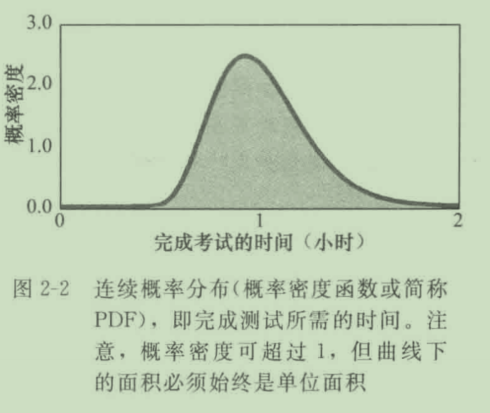 3.0
2.0
1.0
0.0
概率密度
0
1
2
完成考试的时间（小时）
图 2-2 连续概率分布(概率密度函数或简称
PDF)，即完成测试所需的时间。注
意，概率密度可超过 1，但曲线下
的面积必须始终是单位面积